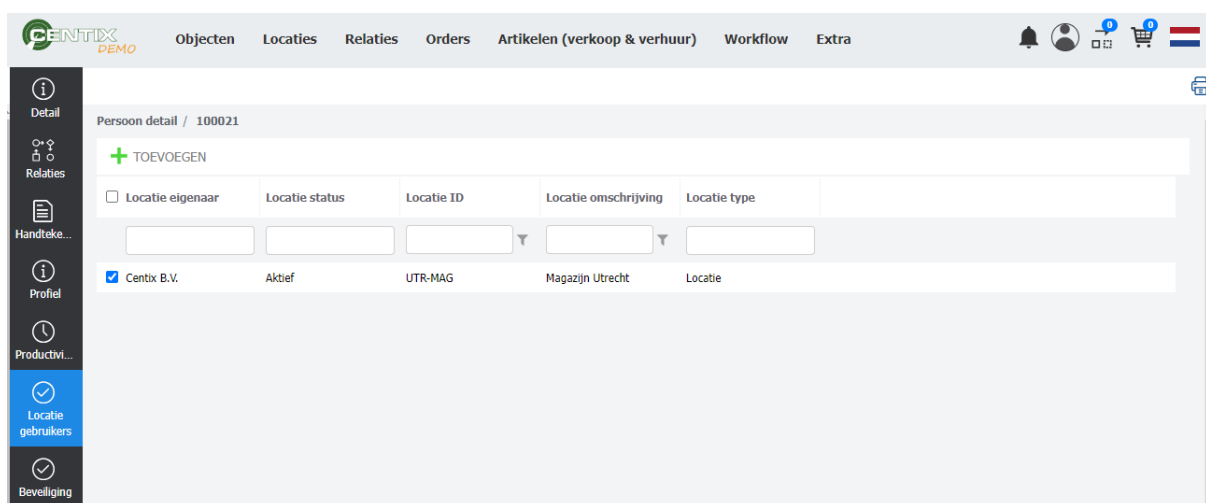 CENTIX
DEMO
Objecten Locaties Relaties Orders Artikelen (verkoop & verhuur) Workflow Extra
0 0
Detail
Persoon detail / 100021
TOEVOEGEN
Relaties
Locatie eigenaar Locatie status Locatie ID Locatie omschrijving Locatie type
Handteke...
Centix B.V. Aktief UTR-MAG Magazijn Utrecht Locatie
Profiel
Productivi...
Locatie
gebruikers
Beveiliging